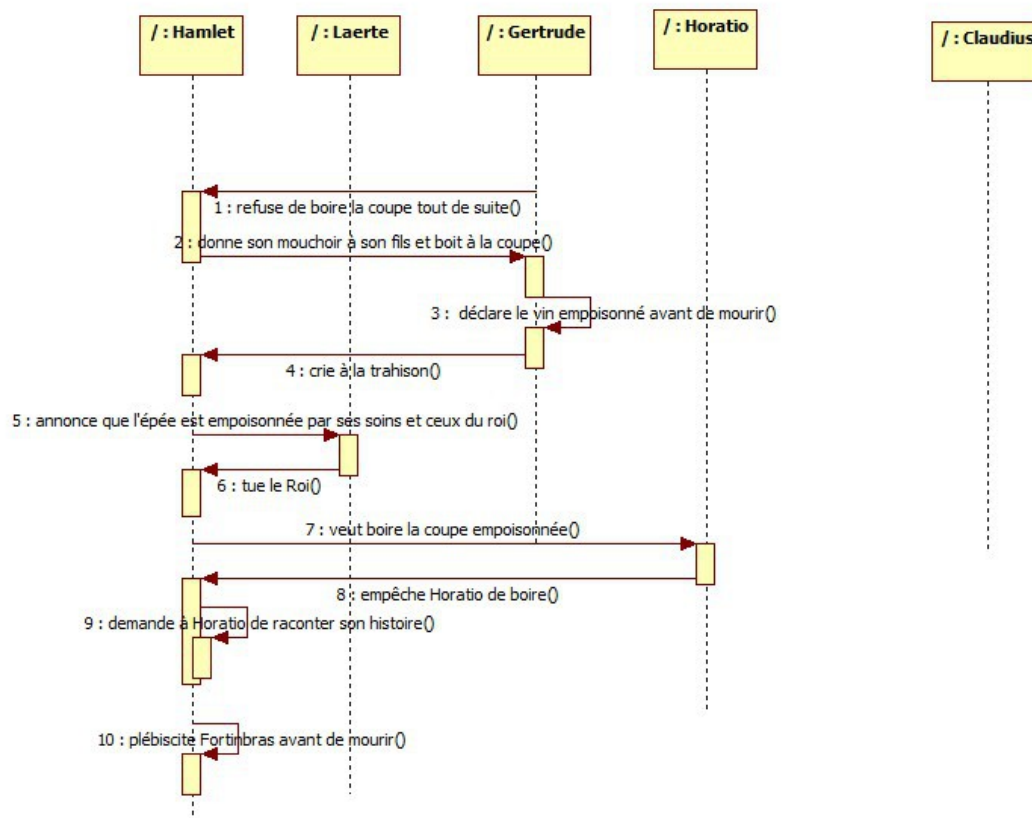 / : Hamlet
/ : Laerte
/ : Gertrude
/ : Horatio
/ : Claudius
1 : refuse de boire la coupe tout de suite()
2 : donne son mouchoir à son fils et boit à la coupe()
3 : déclare le vin empoisonné avant de mourir()
4 : crie à la trahison()
5 : annonce que l'épée est empoisonnée par ses soins et ceux du roi()
6 : tue le Roi()
7 : veut boire la coupe empoisonnée()
8 : empêche Horatio de boire()
9 : demande à Horatio de raconter son histoire()
10 : plébiscite Fortinbras avant de mourir()